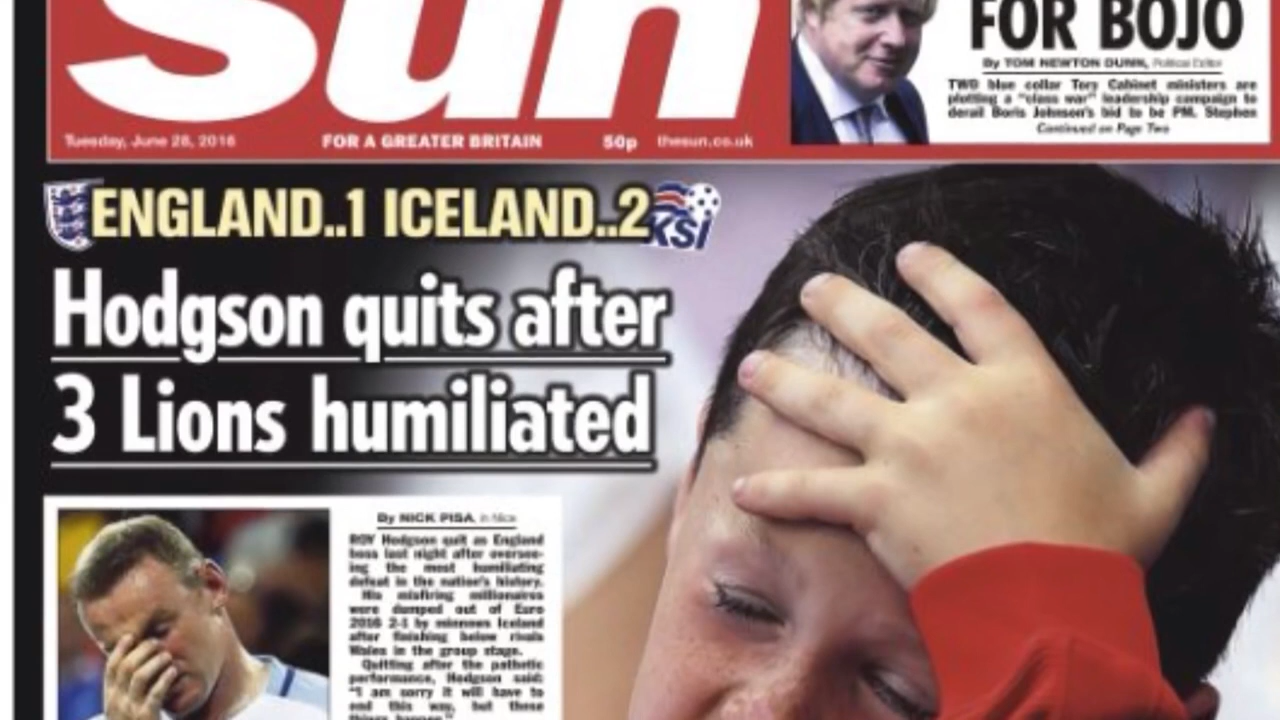 Sun
FOR BOJO
By TOM NEWTON DUNN, Political Editor
TWO blue collar Tory Cabinet ministers are
plotting a "class war" leadership campaign to
derail Boris Johnson's bid to be PM. Stephen
Continued on Page Two
Tuesday, June 28, 2016
FOR A GREATER BRITAIN
50p
thesun.co.uk
ENGLAND..1 ICELAND..2
KSÍ
Hodgson quits after
3 Lions humiliated
By NICK PISA, in Nice
ROY Hodgson quit as England
boss last night after oversee-
ing the most humiliating
defeat in the nation's history.
His misfiring millionaires
were dumped out of Euro
2016 2-1 by minnows Iceland
after finishing below rivals
Wales in the group stage.
Quitting after the pathetic
performance, Hodgson said:
"I am sorry it will have to
end this way, but these
things happen."